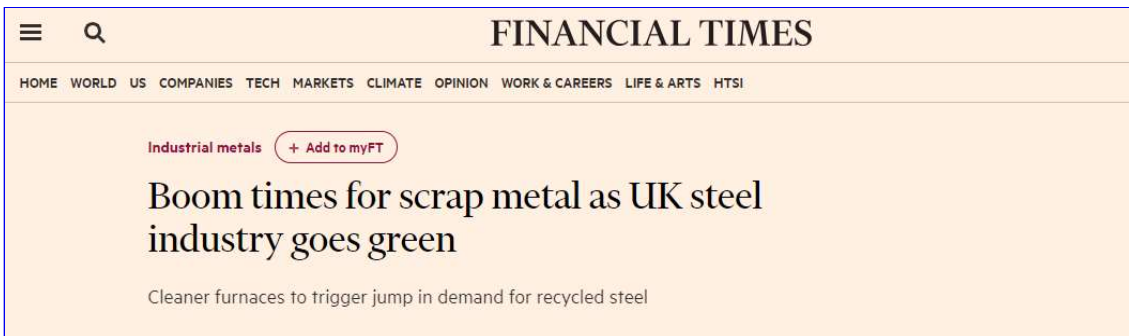 FINANCIAL TIMES
HOME WORLD US COMPANIES TECH MARKETS CLIMATE OPINION WORK & CAREERS LIFE & ARTS HTSI
Industrial metals + Add to myFT
Boom times for scrap metal as UK steel
industry goes green
Cleaner furnaces to trigger jump in demand for recycled steel